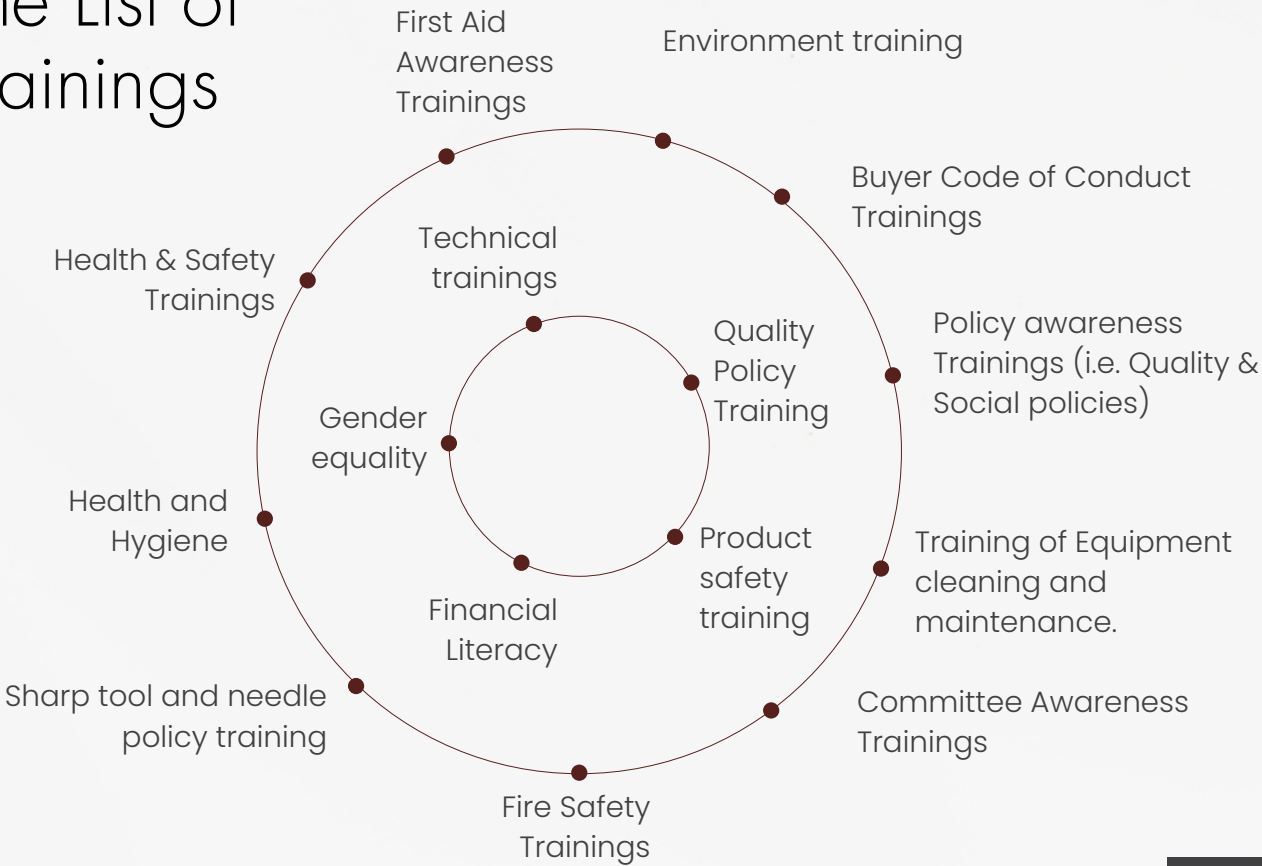 List of
First Aid
Awareness
Trainings
Environment training
Buyer Code of Conduct
Trainings
Policy awareness
Trainings (i.e. Quality &
Social policies)
Training of Equipment
cleaning and
maintenance.
Committee Awareness
Trainings
Fire Safety
Trainings
Sharp tool and needle
policy training
Health and
Hygiene
Health & Safety
Trainings
Technical
trainings
Quality
Policy
Training
Product
safety
training
Financial
Literacy
Gender
equality